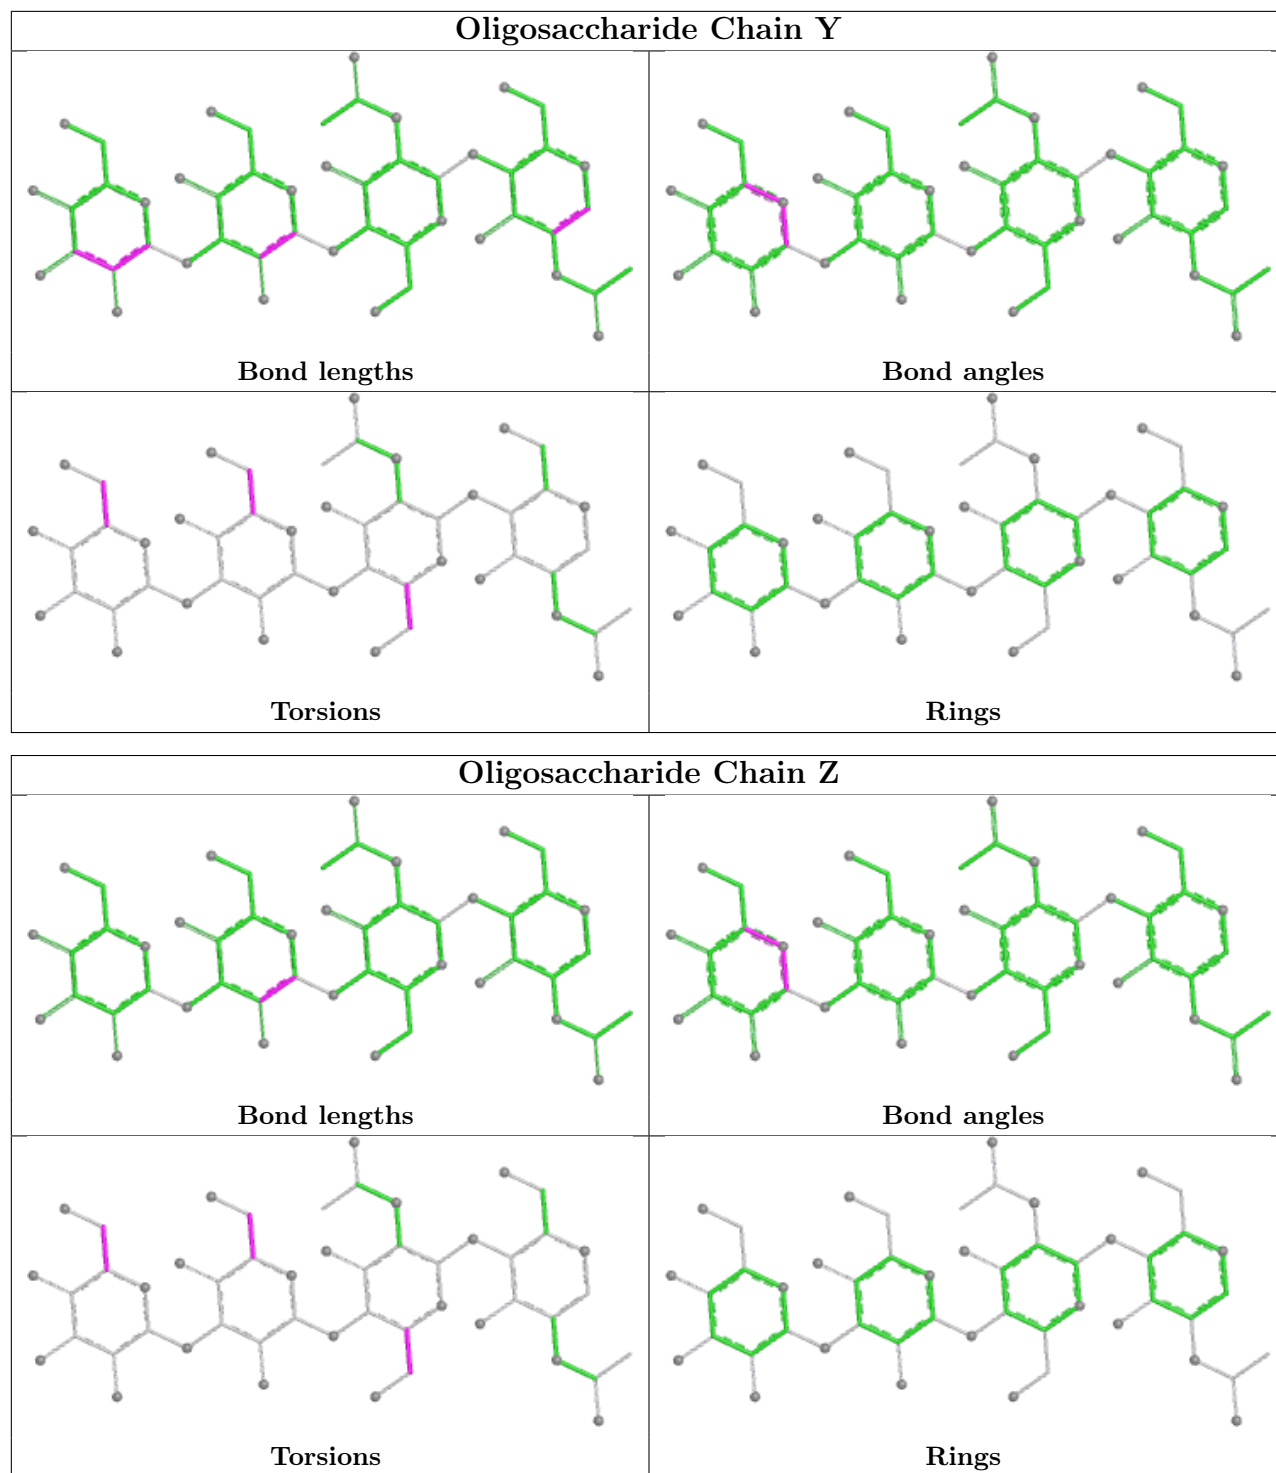 Oligosaccharide Chain Y
Bond lengths
Bond angles
Torsions
Rings
Oligosaccharide Chain Z
Bond lengths
Bond angles
Torsions
Rings